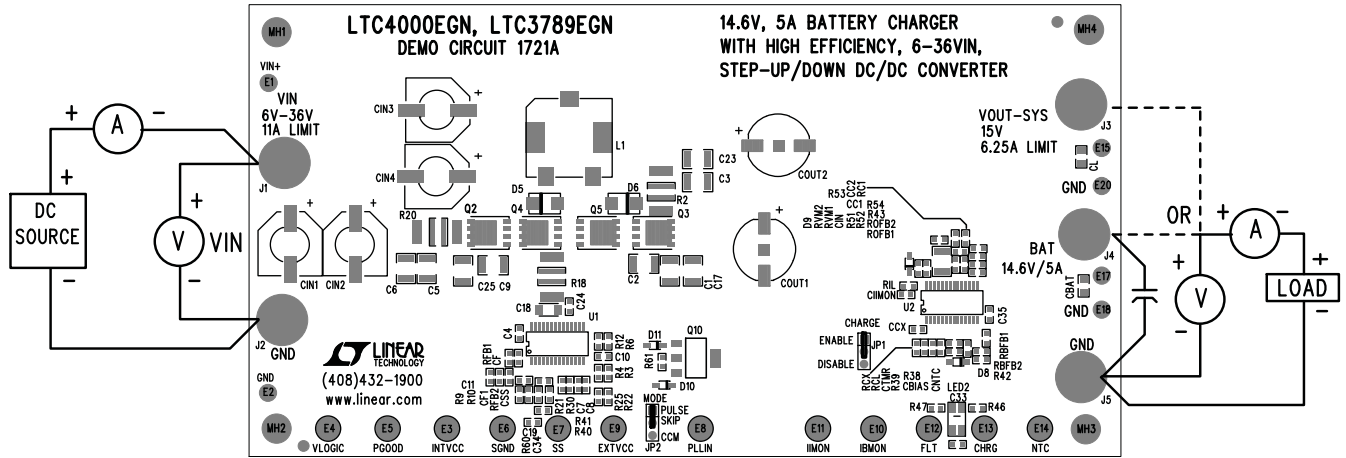 LTC4000EGN, LTC3789EGN
DEMO CIRCUIT 1721A
14.6V, 5A BATTERY CHARGER
WITH HIGH EFFICIENCY, 6-36VIN,
STEP-UP/DOWN DC/DC CONVERTER
MH1
MH4
VIN+
E1
VIN
6V-36V
11A LIMIT
+ A -
+
DC
SOURCE
-
+
V
-
VIN
J1
J2
GND
GND
E2
MH2
CIN3
+
CIN4
+
L1
+
COUT2
+
COUT1
C23
C3
D5
D6
R2
R20
Q2
Q4
Q5
Q3
+
CIN1
+
CIN2
C6
C5
C25
C9
R18
C2
C1
C17
C18
C24
U1
C4
RFB1
CF
R12
R6
C10
R4
R3
C11
R10
R9
CF1
RFB2
CSS
R21
R30
C7
C8
R25
R22
R41
R40
R60
C19
C34
D11
R61
D10
Q10
MODE
PULSE
SKIP
CCM
JP2
LINEAR
TECHNOLOGY
(408)432-1900
www.linear.com
E4
VLOGIC
E5
PGOOD
E3
INTVCC
E6
SGND
E7
SS
E9
EXTVCC
E8
PLLIN
E11
IIMON
E10
IBMON
E12
FLT
E13
CHRG
E14
NTC
MH3
D9
RVM2
RVM1
CIN
R51
R52
CC1
R53
CC2
RC1
R54
R43
ROFB2
ROFB1
RIL
CIIMON
U2
C35
CCX
CHARGE
ENABLE
JP1
DISABLE
RCX
RCL
CTMR
R39
R38
CBIAS
CNTC
D8
RBFB1
RBFB2
R42
LED2
C33
R47
R46
VOUT-SYS
15V
6.25A LIMIT
J3
E15
CL
GND
E20
BAT
14.6V/5A
J4
E17
CBAT
GND
E18
GND
J5
OR
+ A -
+
V
-
+
LOAD
-